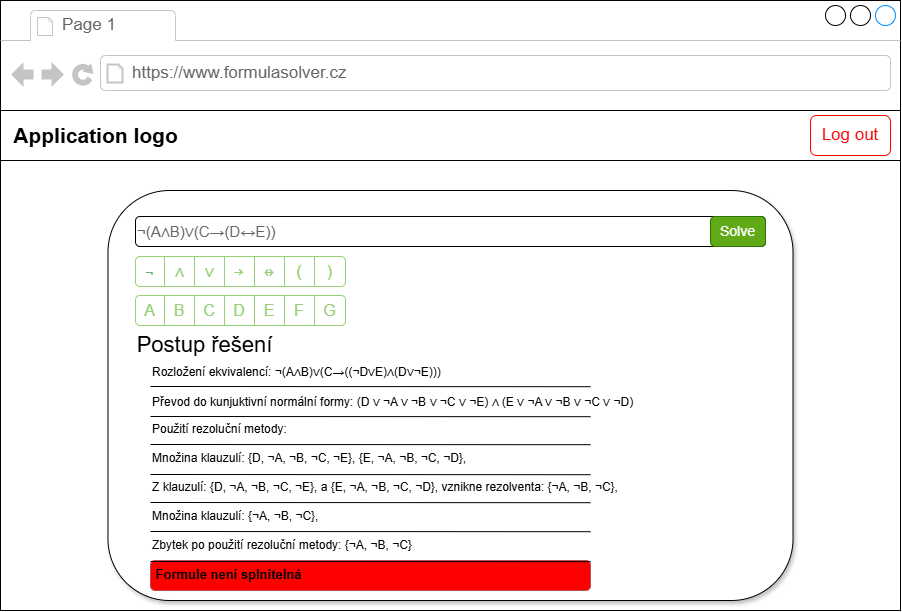 Page 1
https://www.formulasolver.cz
Application logo
Log out
¬(A∧B)∨(C→(D↔E))
Solve
¬ ∧ ∨ → ⇔ ( )
A B C D E F G
Postup řešení
Rozložení ekvivalencí: ¬(A∧B)∨(C→((¬D∨E)∧(D∨¬E)))
Převod do kunjuktivní normální formy: (D ∨ ¬A ∨ ¬B ∨ ¬C ∨ ¬E) ∧ (E ∨ ¬A ∨ ¬B ∨ ¬C ∨ ¬D)
Použití rezoluční metody:
Množina klauzulí: {D, ¬A, ¬B, ¬C, ¬E}, {E, ¬A, ¬B, ¬C, ¬D},
Z klauzulí: {D, ¬A, ¬B, ¬C, ¬E}, a {E, ¬A, ¬B, ¬C, ¬D}, vznikne rezolventa: {¬A, ¬B, ¬C},
Množina klauzulí: {¬A, ¬B, ¬C},
Zbytek po použití rezoluční metody: {¬A, ¬B, ¬C}
Formule není splnitelná